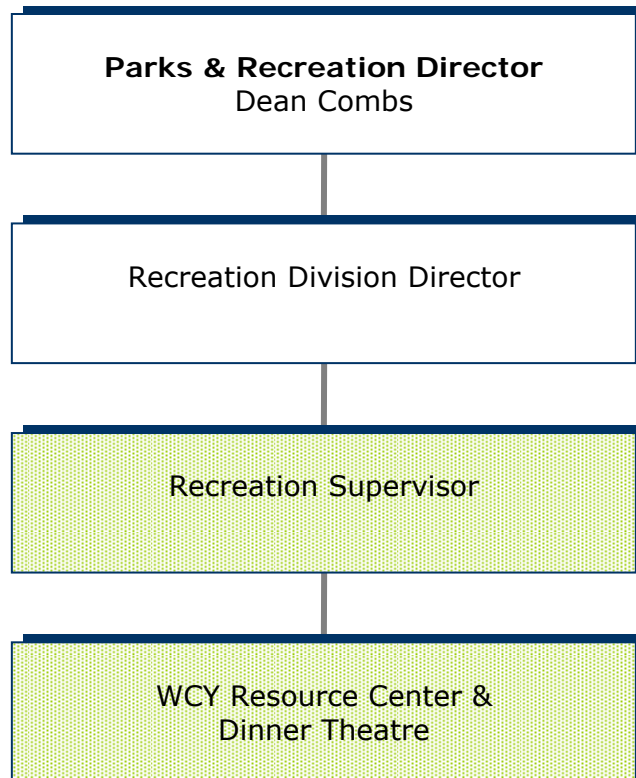 Parks & Recreation Director
Dean Combs
Recreation Division Director
Recreation Supervisor
WCY Resource Center &
Dinner Theatre